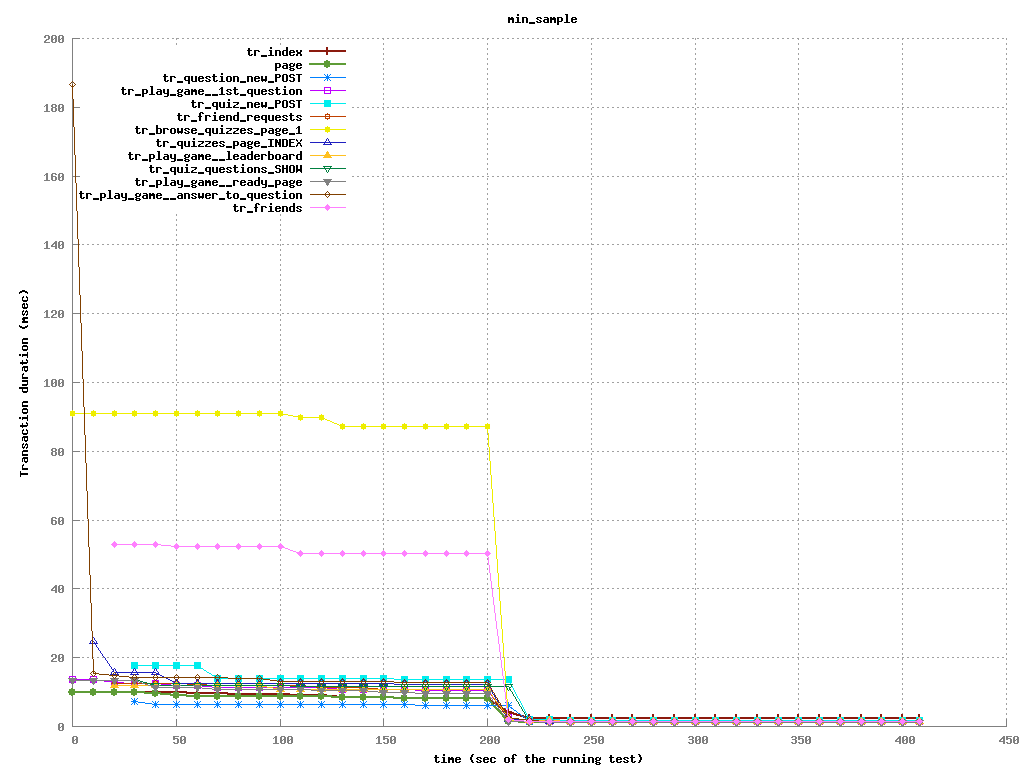 min_sample
200
180
160
140
120
100
80
60
40
20
0
Transaction duration (msec)
tr_index
page
tr_question_new_POST
tr_play_game__1st_question
tr_quiz_new_POST
tr_friend_requests
tr_browse_quizzes_page_1
tr_quizzes_page_INDEX
tr_play_game__leaderboard
tr_quiz_questions_SHOW
tr_play_game__ready_page
tr_play_game__answer_to_question
tr_friends
0 50 100 150 200 250 300 350 400 450
time (sec of the running test)